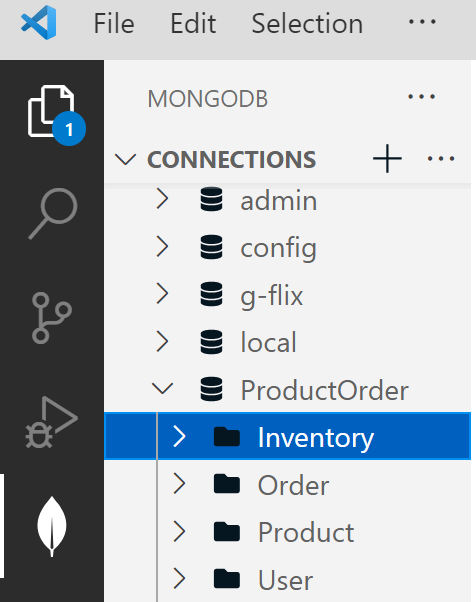 File Edit Selection ...
MONGODB ...
1
CONNECTIONS + ...
admin
config
g-flix
local
ProductOrder
Inventory
Order
Product
User